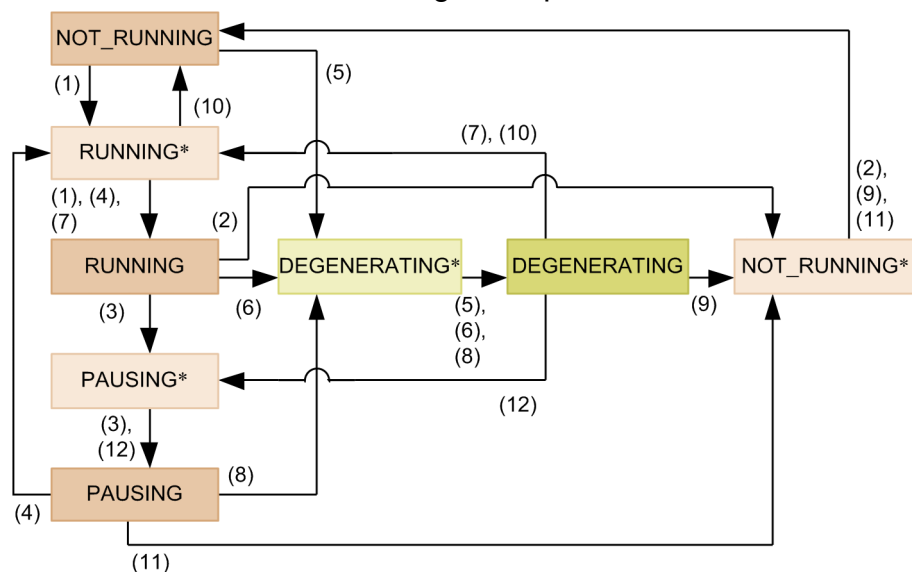 NOT_RUNNING
(1)
(10)
(5)
RUNNING*
(7), (10)
(1), (4),
(7)
(2)
(2),
(9),
(11)
RUNNING
DEGENERATING*
DEGENERATING
NOT_RUNNING*
(3)
(6)
(5),
(6),
(8)
(9)
PAUSING*
(12)
(3),
(12)
PAUSING
(8)
(4)
(11)